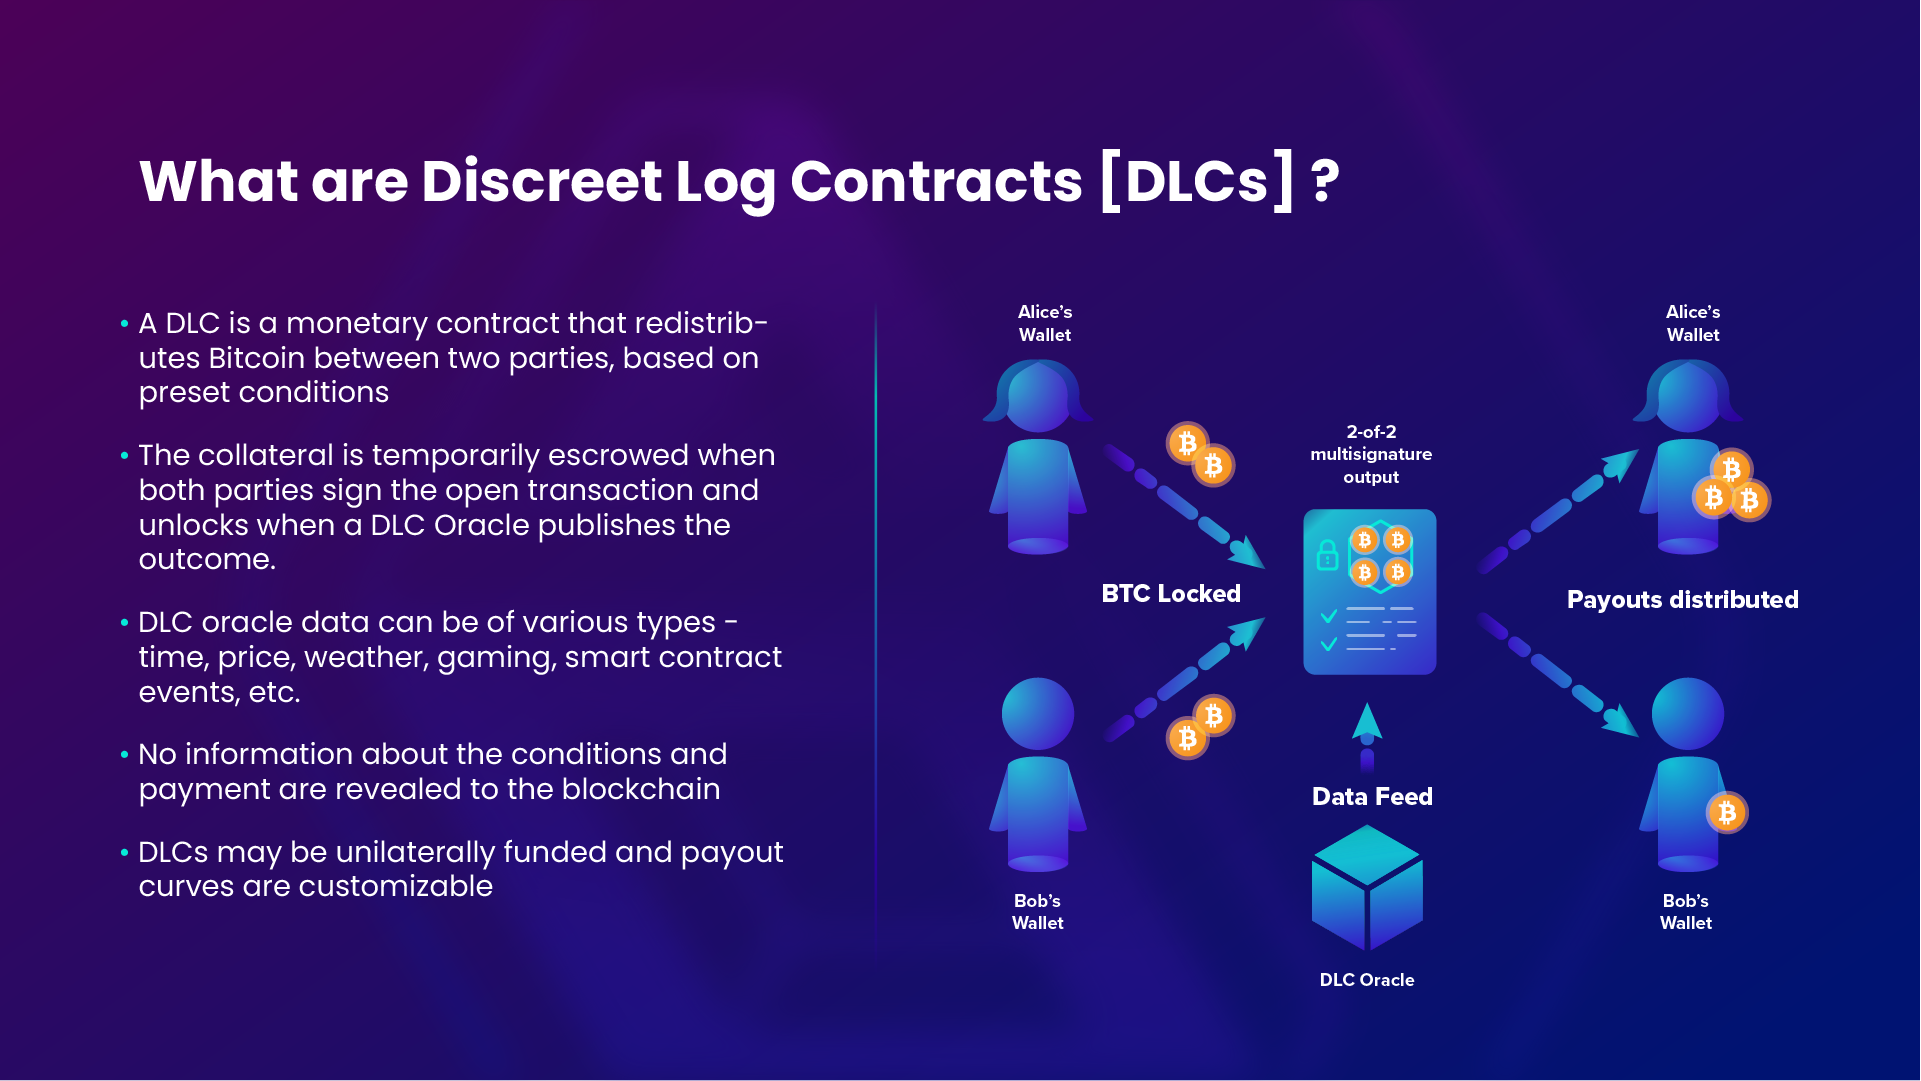 What are Discreet Log Contracts [DLCs] ?
• A DLC is a monetary contract that redistrib-
utes Bitcoin between two parties, based on
preset conditions
• The collateral is temporarily escrowed when
both parties sign the open transaction and
unlocks when a DLC Oracle publishes the
outcome.
• DLC oracle data can be of various types -
time, price, weather, gaming, smart contract
events, etc.
• No information about the conditions and
payment are revealed to the blockchain
• DLCs may be unilaterally funded and payout
curves are customizable
Alice’s
Wallet
BTC Locked
Bob’s
Wallet
2-of-2
multisignature
output
Data Feed
DLC Oracle
Alice’s
Wallet
Payouts distributed
Bob’s
Wallet